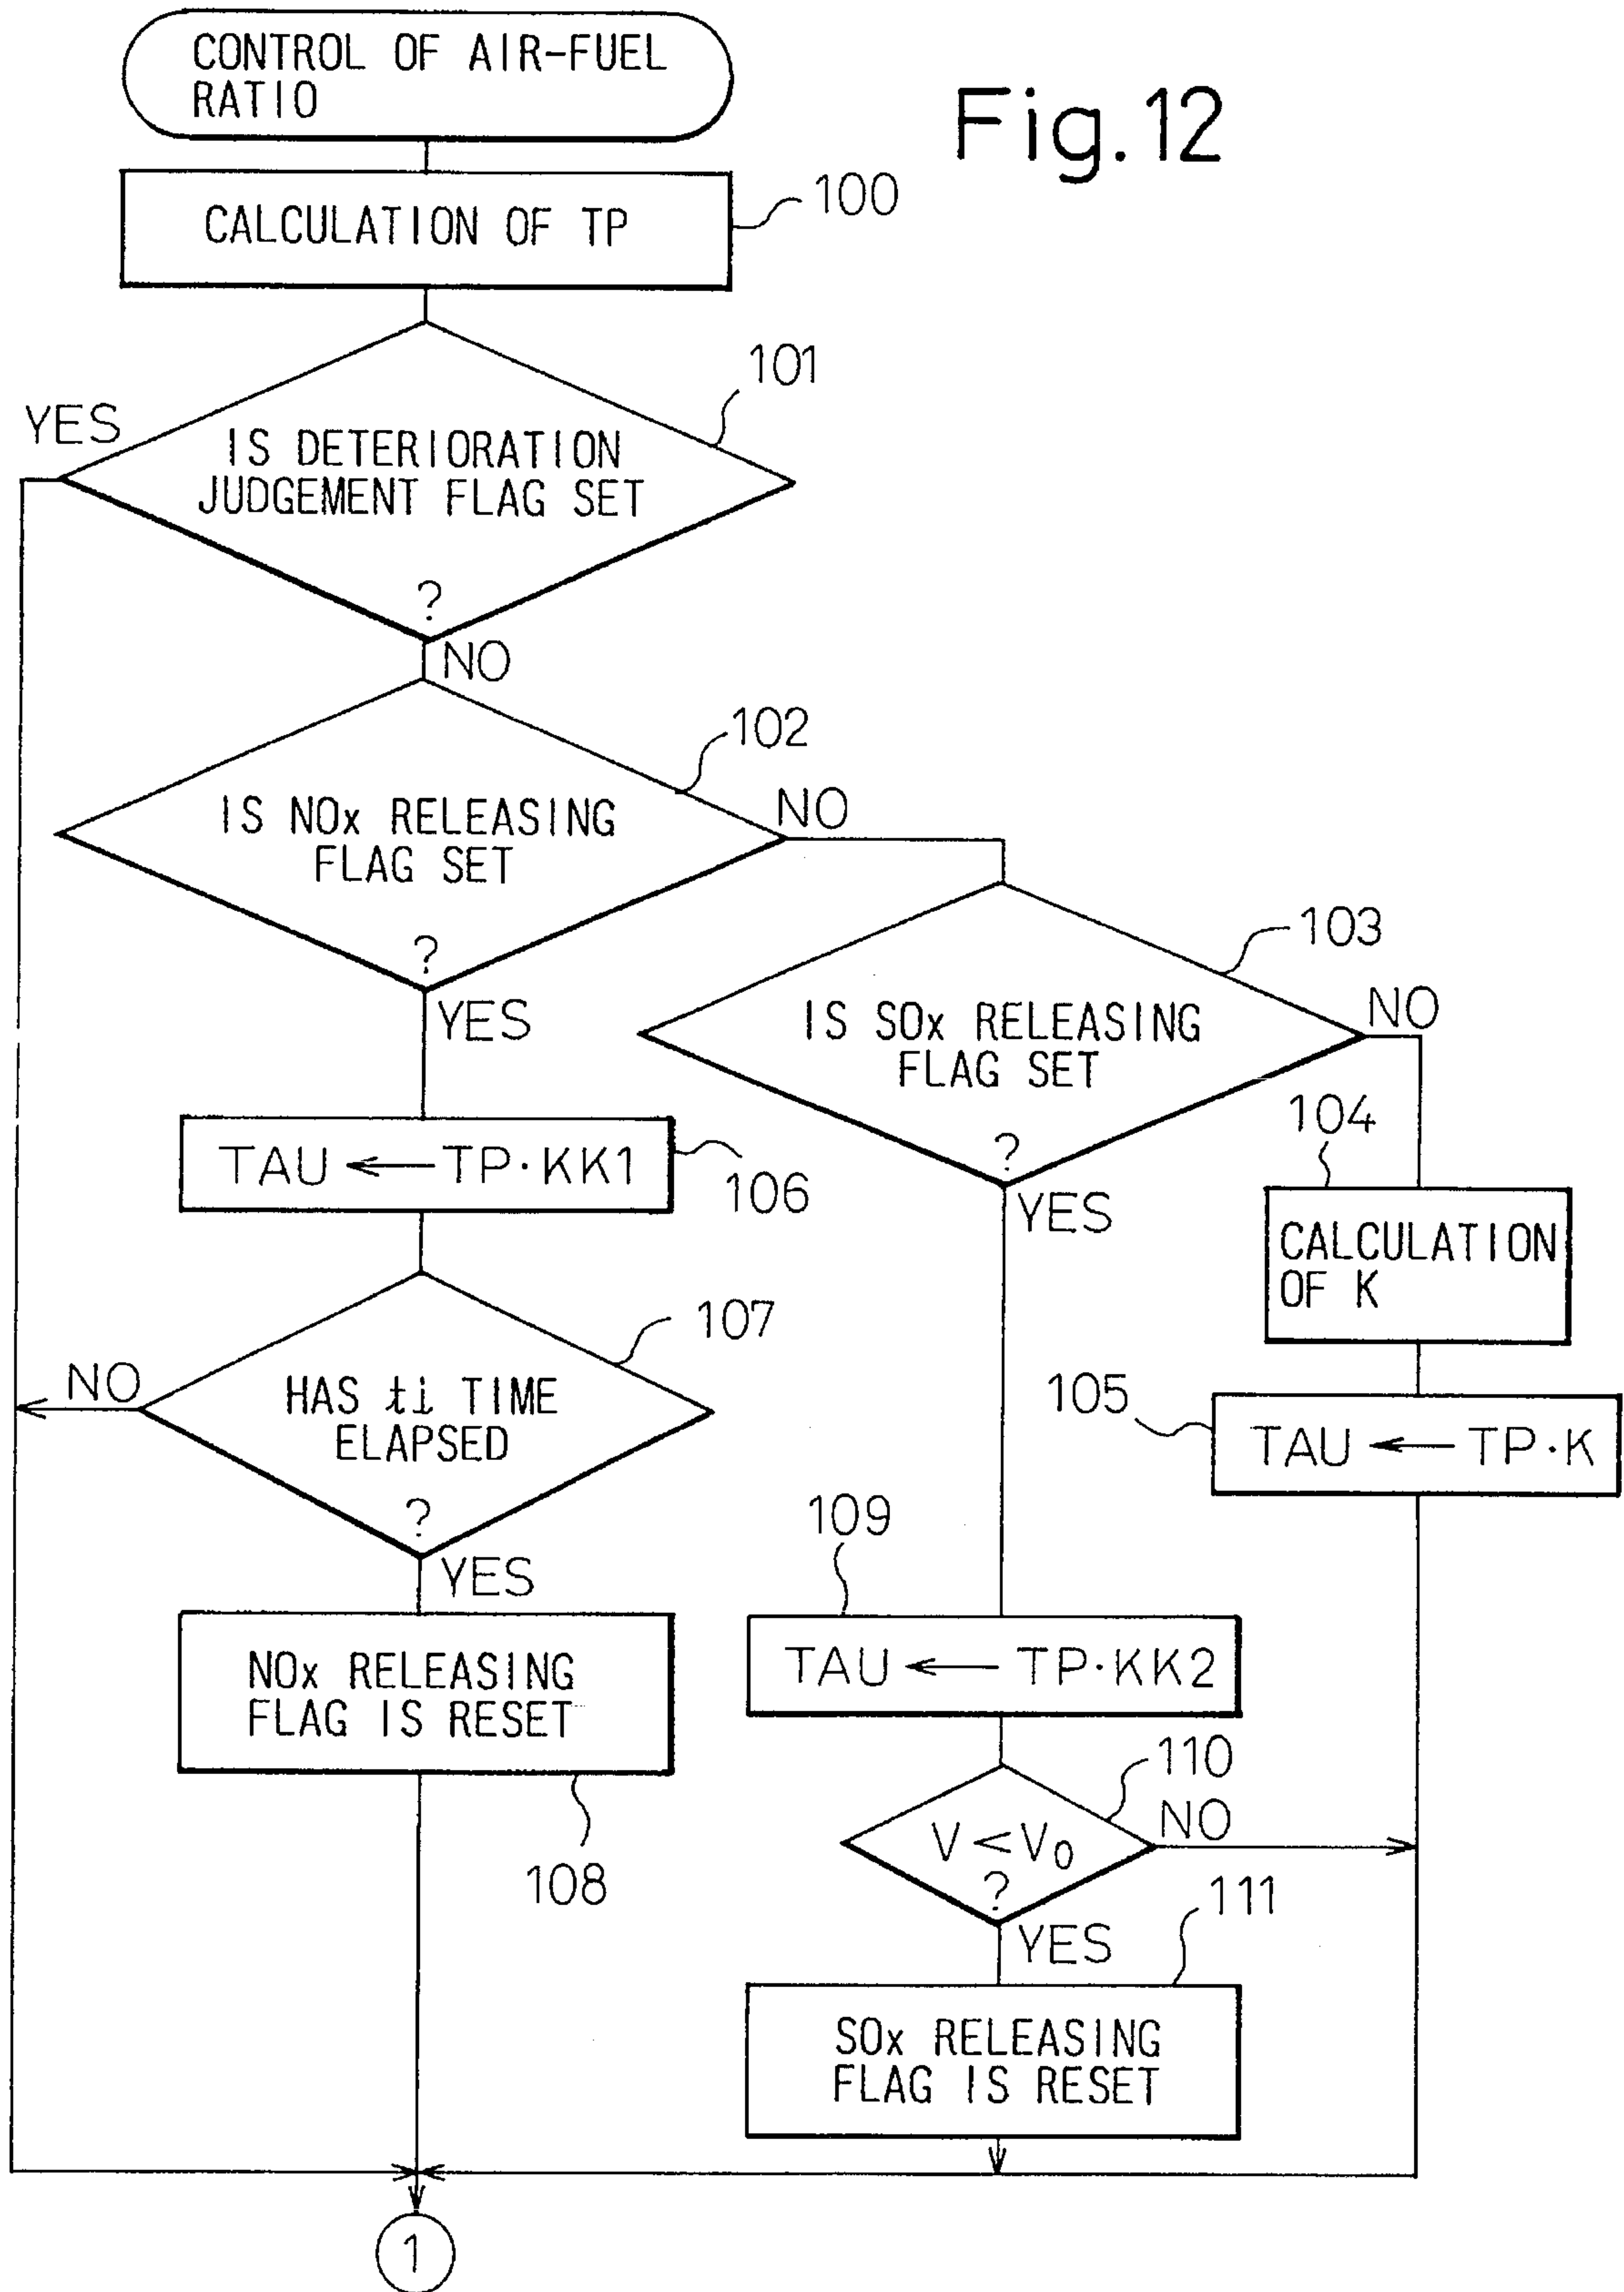 CONTROL OF AIR-FUEL
RATIO
Fig.12
CALCULATION OF TP
100
101
YES
IS DETERIORATION
JUDGEMENT FLAG SET
?
NO
102
IS NOx RELEASING
FLAG SET
?
NO
YES
103
IS SOx RELEASING
FLAG SET
?
NO
YES
104
CALCULATION
OF K
105
TAU ← TP·K
TAU ← TP·KK1
106
107
NO
HAS ti TIME
ELAPSED
?
YES
NOx RELEASING
FLAG IS RESET
108
109
TAU ← TP·KK2
110
V < V₀
?
NO
YES
111
SOx RELEASING
FLAG IS RESET
1